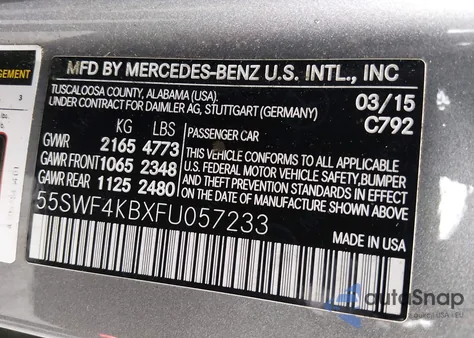 MFD BY MERCEDES-BENZ U.S. INTL., INC
TUSCALOOSA COUNTY, ALABAMA (USA). 03/15
UNDER CONTRACT FOR DAIMLER AG, STUTTGART (GERMANY) C792
KG LBS
GVWR 2165 4773
GAWR FRONT 1065 2348
GAWR REAR 1125 2480
PASSENGER CAR
THIS VEHICLE CONFORMS TO ALL APPLICABLE
U.S. FEDERAL MOTOR VEHICLE SAFETY, BUMPER
AND THEFT PREVENTION STANDARDS IN EFFECT
ON THE DATE OF MANUFACTURE SHOWN ABOVE
55SWF4KBXFU057233
MADE IN USA
AGEMENT
3
autoSnap